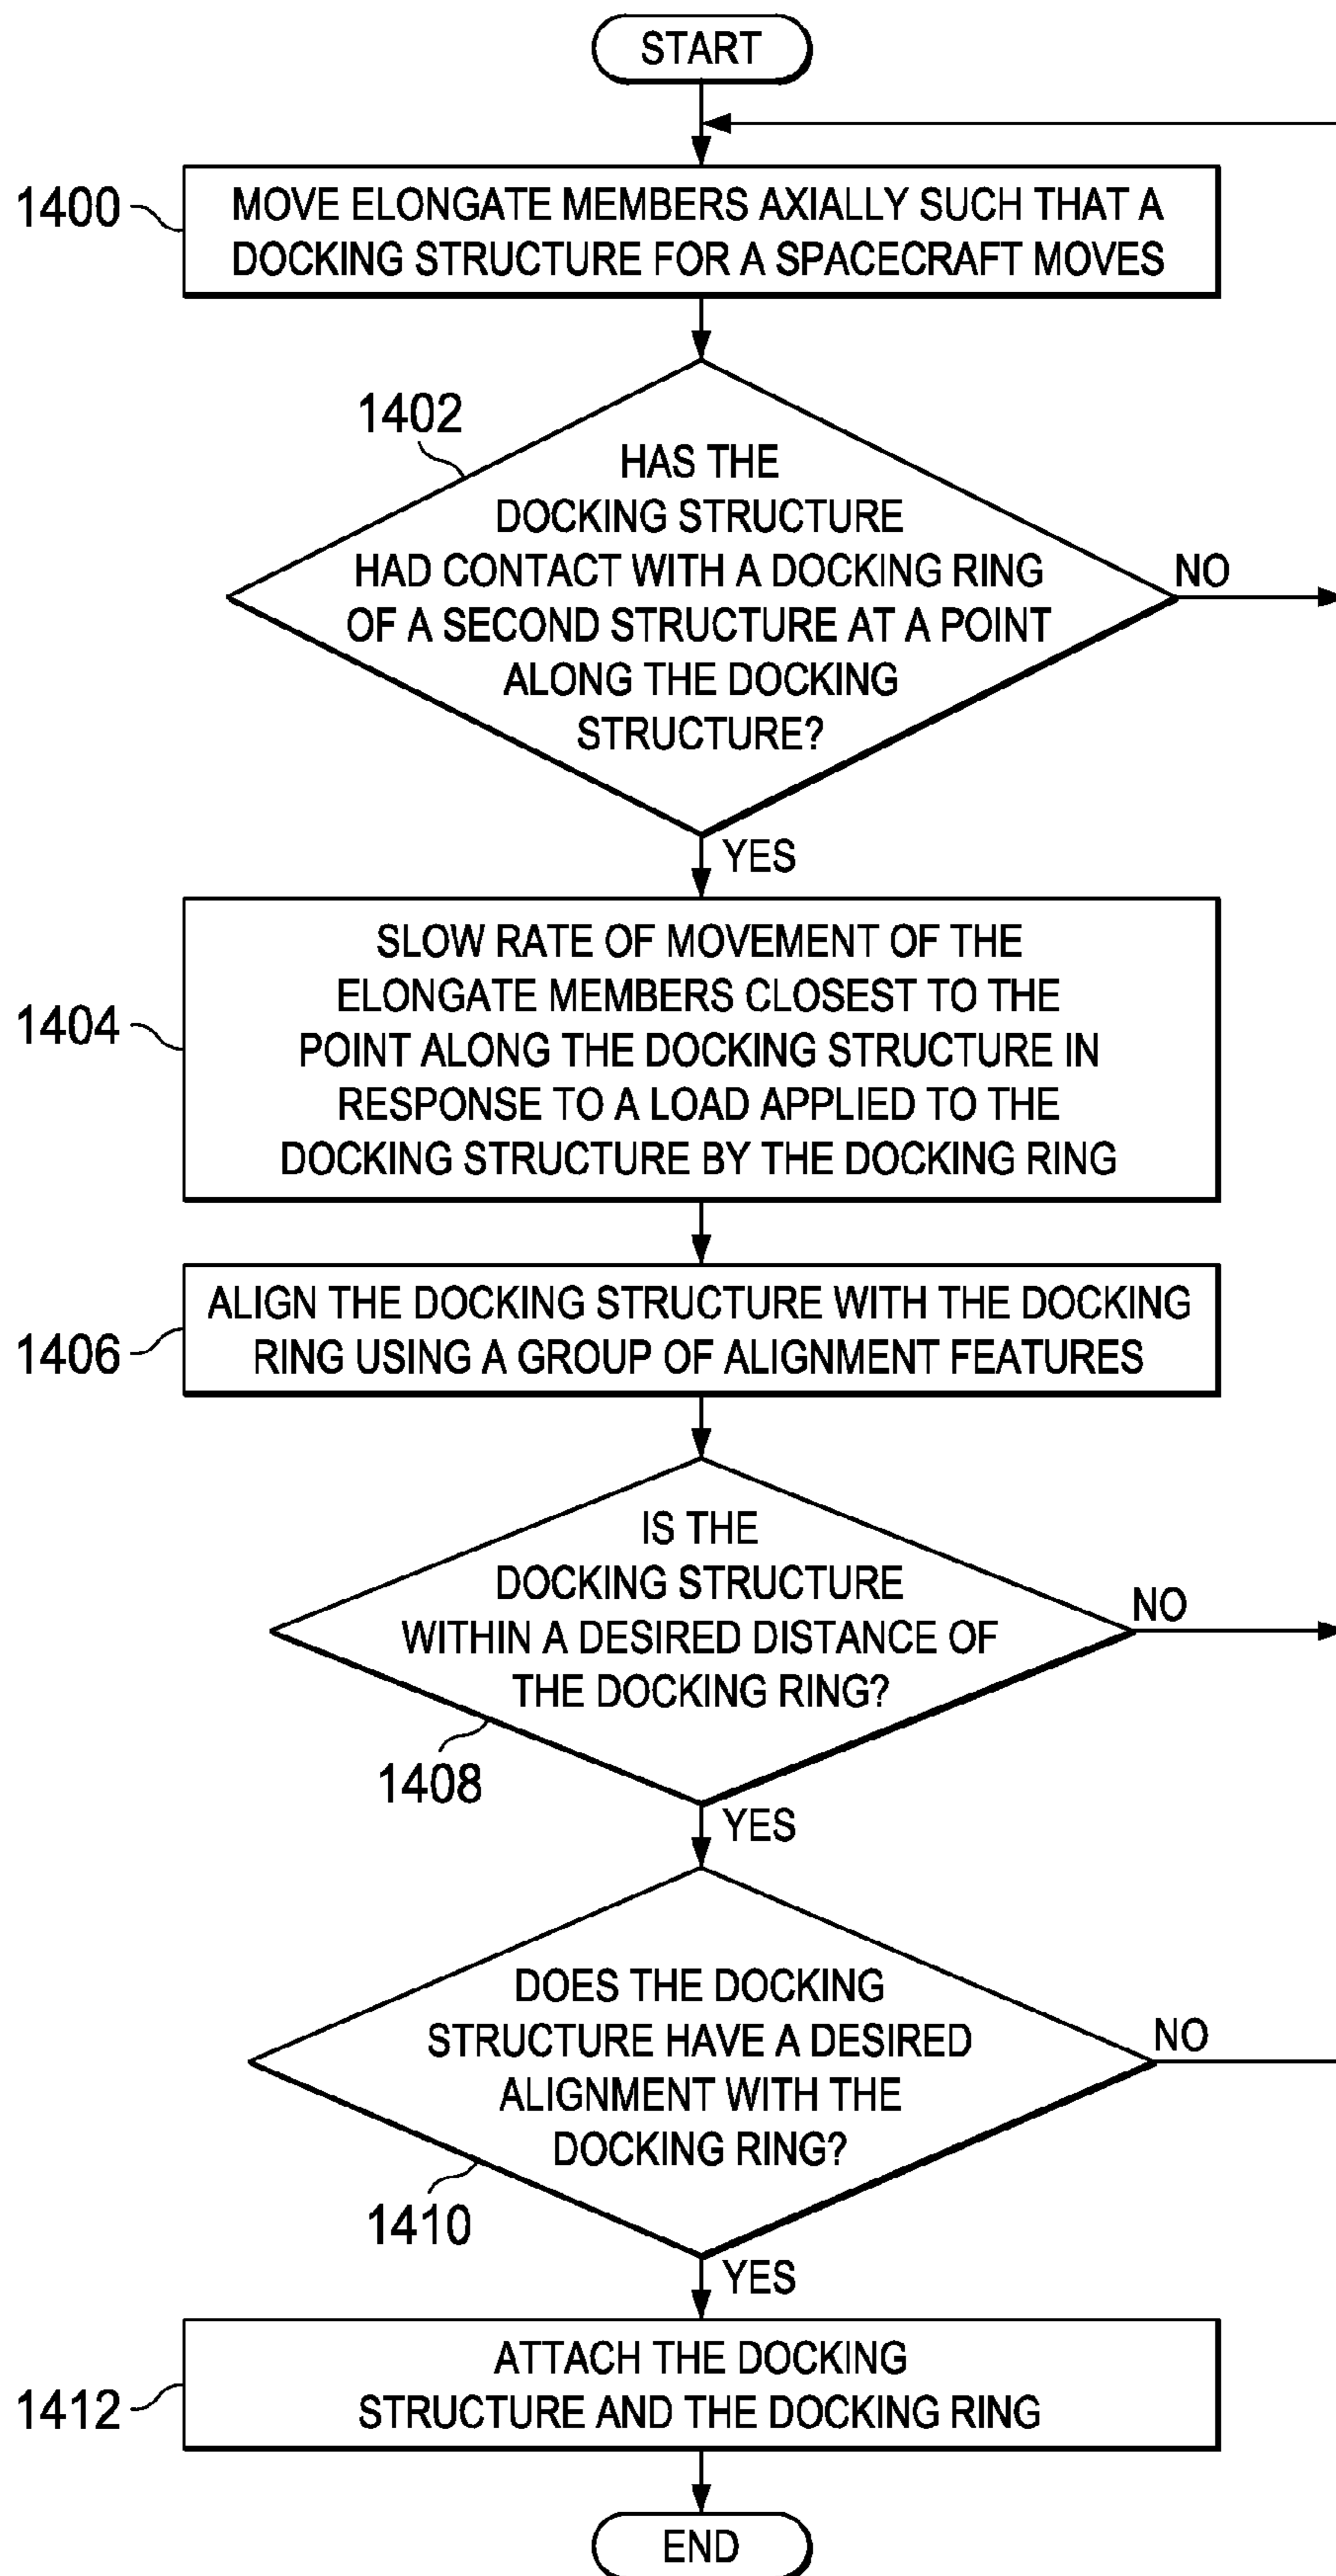 START
1400
MOVE ELONGATE MEMBERS AXIALLY SUCH THAT A
DOCKING STRUCTURE FOR A SPACECRAFT MOVES
1402
HAS THE
DOCKING STRUCTURE
HAD CONTACT WITH A DOCKING RING
OF A SECOND STRUCTURE AT A POINT
ALONG THE DOCKING
STRUCTURE?
NO
YES
1404
SLOW RATE OF MOVEMENT OF THE
ELONGATE MEMBERS CLOSEST TO THE
POINT ALONG THE DOCKING STRUCTURE IN
RESPONSE TO A LOAD APPLIED TO THE
DOCKING STRUCTURE BY THE DOCKING RING
1406
ALIGN THE DOCKING STRUCTURE WITH THE DOCKING
RING USING A GROUP OF ALIGNMENT FEATURES
IS THE
DOCKING STRUCTURE
WITHIN A DESIRED DISTANCE OF
THE DOCKING RING?
NO
1408
YES
DOES THE DOCKING
STRUCTURE HAVE A DESIRED
ALIGNMENT WITH THE
DOCKING RING?
NO
1410
YES
1412
ATTACH THE DOCKING
STRUCTURE AND THE DOCKING RING
END